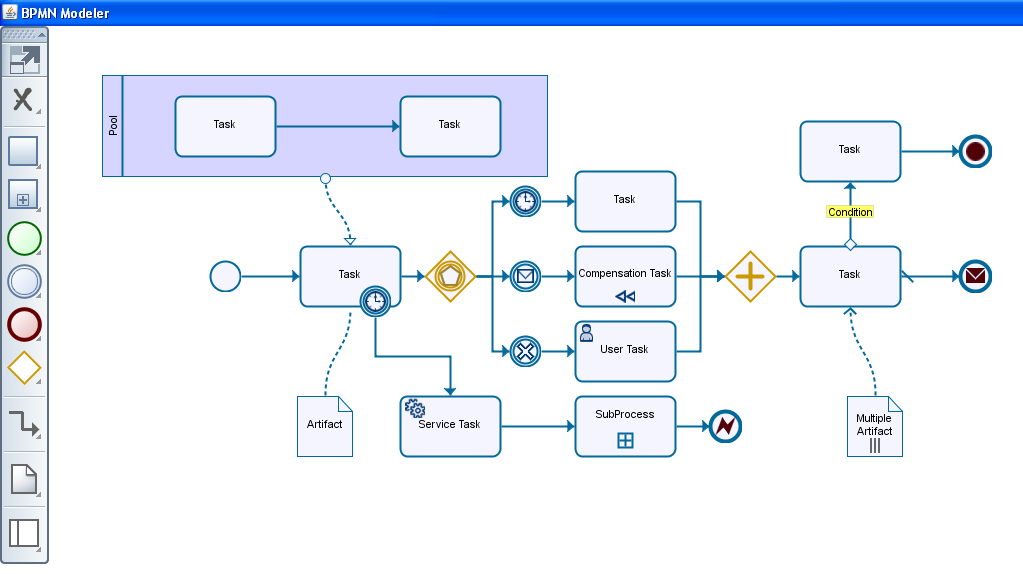 BPMN Modeler
Pool
Task
Task
Task
Task
Condition
Task
Compensation Task
Task
User Task
Artifact
Service Task
SubProcess
Multiple
Artifact